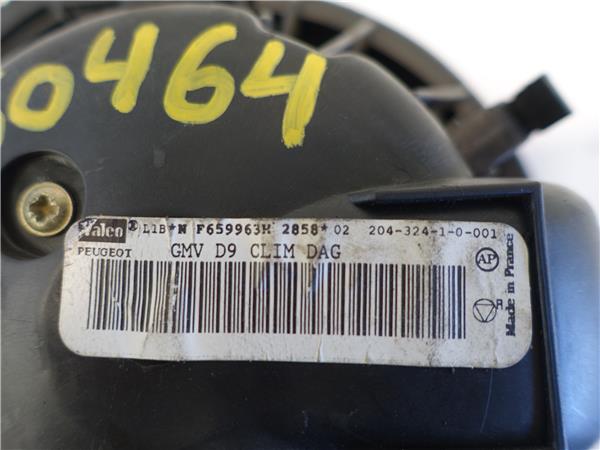 60464
Valeo® L1B*N F659963H 2858* 02 204-324-1-0-001
PEUGEOT GMV D9 CLIM DAG
AP
R
Made in France